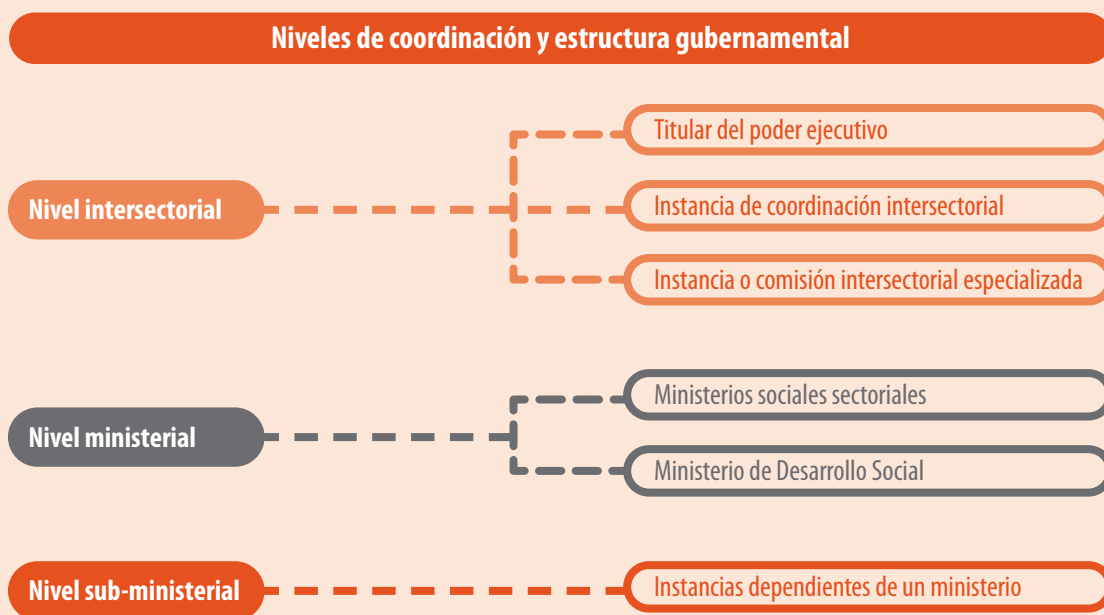 Niveles de coordinación y estructura gubernamental
Nivel intersectorial
Titular del poder ejecutivo
Instancia de coordinación intersectorial
Instancia o comisión intersectorial especializada
Nivel ministerial
Ministerios sociales sectoriales
Ministerio de Desarrollo Social
Nivel sub-ministerial
Instancias dependientes de un ministerio